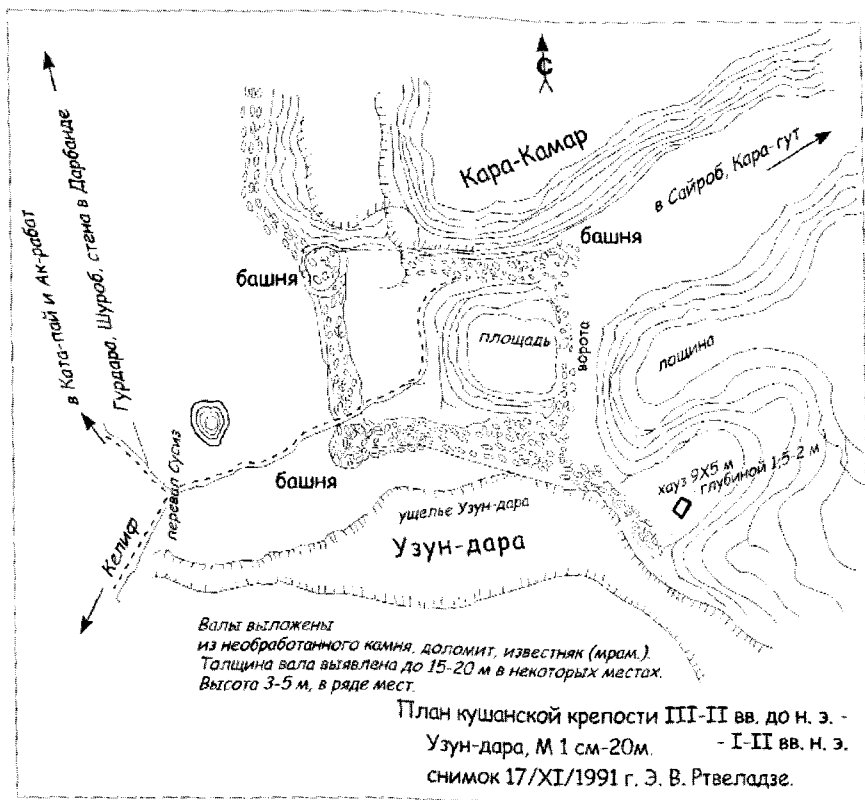 С
Кара-Камар
в Сайроб, Кара-гут
башня
башня
в Ката-пай и Ак-рабат
Гурдара, Шуроб, стена в Дарбанде
площадь
ворота
лощина
перевал Сусиз
башня
хауз 9X5 м
глубиной 1,5-2 м
ущелье Узун-дара
Узун-дара
Келиф
Валы выложены
из необработанного камня, доломит, известняк (мрам.).
Толщина вала выявлена до 15-20 м в некоторых местах.
Высота 3-5 м, в ряде мест.
План кушанской крепости III-II вв. до н. э. -
Узун-дара, М 1 см-20м. - I-II вв. н. э.
снимок 17/XI/1991 г. Э. В. Ртвеладзе.